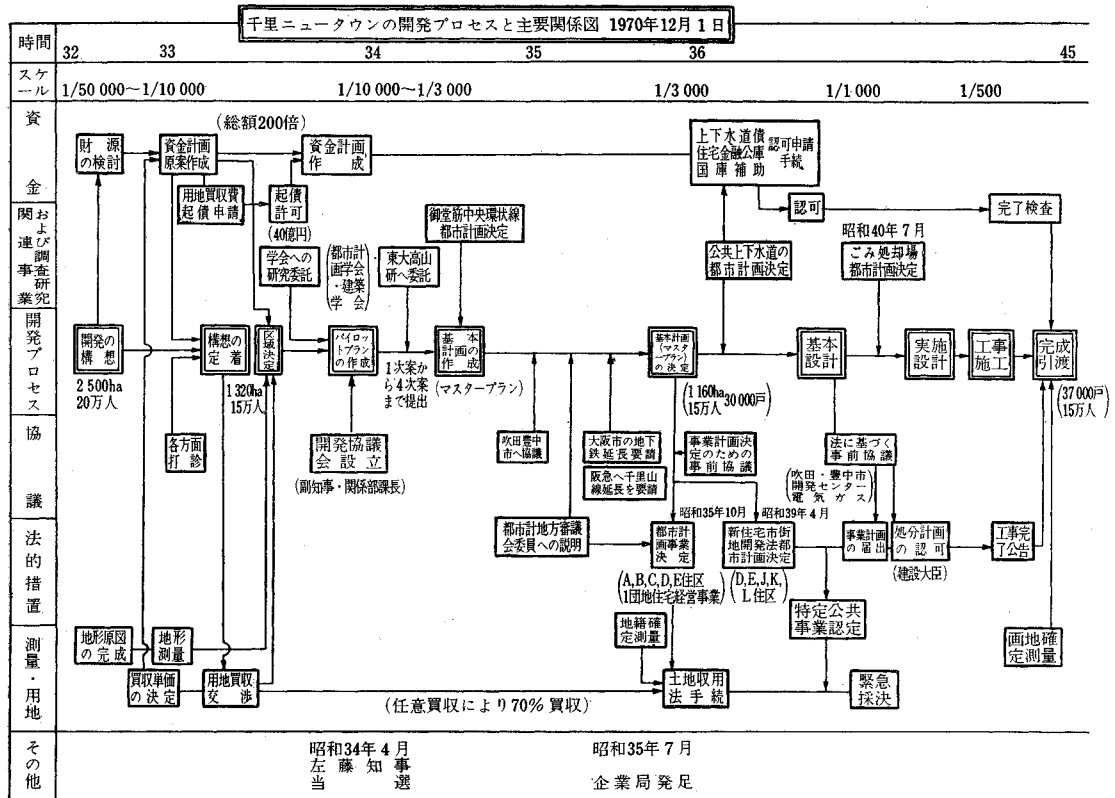 千里ニュータウンの開発プロセスと主要関係図 1970年12月1日
時間
32 33 34 35 36 45
スケール
1/50 000～1/10 000 1/10 000～1/3 000 1/3 000 1/1 000 1/500
資金
財源の検討
資金計画原案作成
(総額200倍)
資金計画作成
用地買収費起債申請
起債許可
(40億円)
上下水道債
住宅金融公庫
国庫補助
認可申請手続
認可
完了検査
関連事業および調査研究
学会への研究委託
(都市計画学会・建築学会)
東大高山研へ委託
御堂筋中央環状線都市計画決定
公共上下水道の都市計画決定
昭和40年7月
ごみ処却場都市計画決定
開発プロセス
開発の構想
2 500ha
20万人
構想の定着
区域決定
1 320ha
15万人
パイロットプランの作成
1次案から4次案まで提出
基本計画の作成
(マスタープラン)
基本計画(マスタープラン)の決定
(1 160ha 15万人 30 000戸)
基本設計
実施設計
工事施工
完成引渡
(37 000戸 15万人)
協議
各方面打診
開発協議会設立
(副知事・関係部課長)
吹田豊中市へ協議
大阪市の地下鉄延長要請
阪急へ千里山線延長を要請
事業計画決定のための事前協議
法に基づく事前協議
(吹田・豊中市 開発センター 電気ガス)
法的措置
都市計地方審議会委員への説明
昭和35年10月
都市計画事業決定
(A,B,C,D,E住区 1団地住宅経営事業)
昭和39年4月
新住宅市街地開発法都市計画決定
(D,E,J,K,L住区)
事業計画の届出
処分計画の認可
(建設大臣)
工事完了公告
特定公共事業認定
測量・用地
地形原図の完成
地形測量
買収単価の決定
用地買収交渉
(任意買収により70%買収)
地籍確定測量
土地収用法手続
緊急採決
画地確定測量
その他
昭和34年4月
左藤知事
当選
昭和35年7月
企業局発足